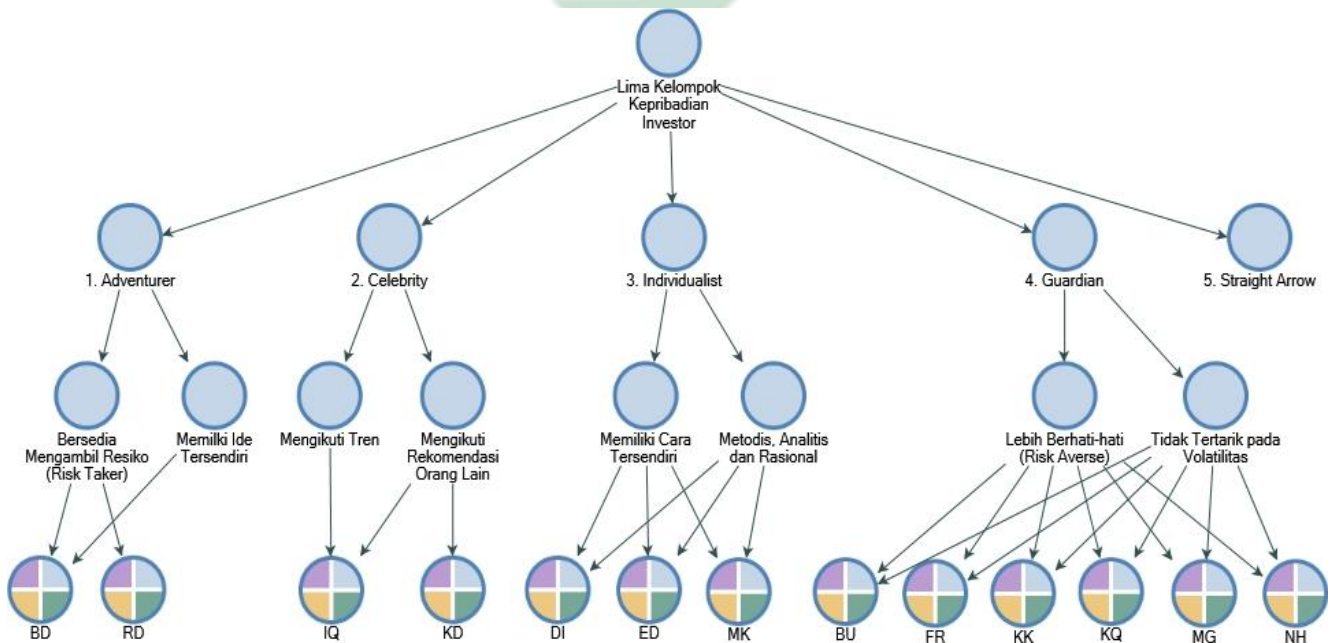 Lima Kelompok
Kepribadian
Investor
1. Adventurer
2. Celebrity
3. Individualist
4. Guardian
5. Straight Arrow
Bersedia
Mengambil Resiko
(Risk Taker)
Memilki Ide
Tersendiri
Mengikuti Tren
Mengikuti
Rekomendasi
Orang Lain
Memiliki Cara
Tersendiri
Metodis, Analitis
dan Rasional
Lebih Berhati-hati
(Risk Averse)
Tidak Tertarik pada
Volatilitas
BD
RD
IQ
KD
DI
ED
MK
BU
FR
KK
KQ
MG
NH